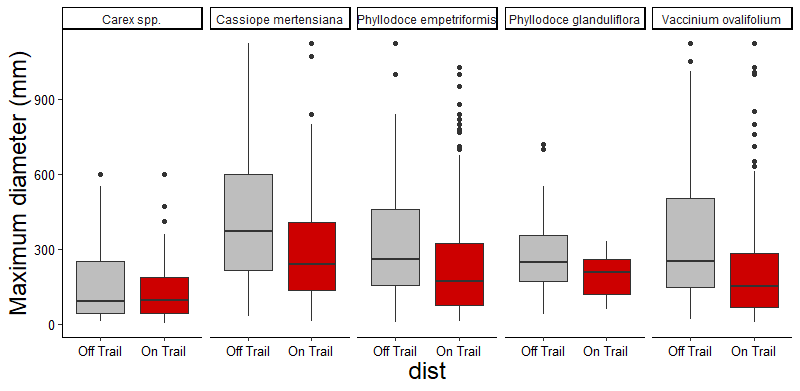 Carex spp.
Cassiope mertensiana
Phyllodoce empetriformis
Phyllodoce glanduliflora
Vaccinium ovalifolium
Maximum diameter (mm)
900
600
300
0
Off Trail On Trail Off Trail On Trail Off Trail On Trail Off Trail On Trail Off Trail On Trail
dist